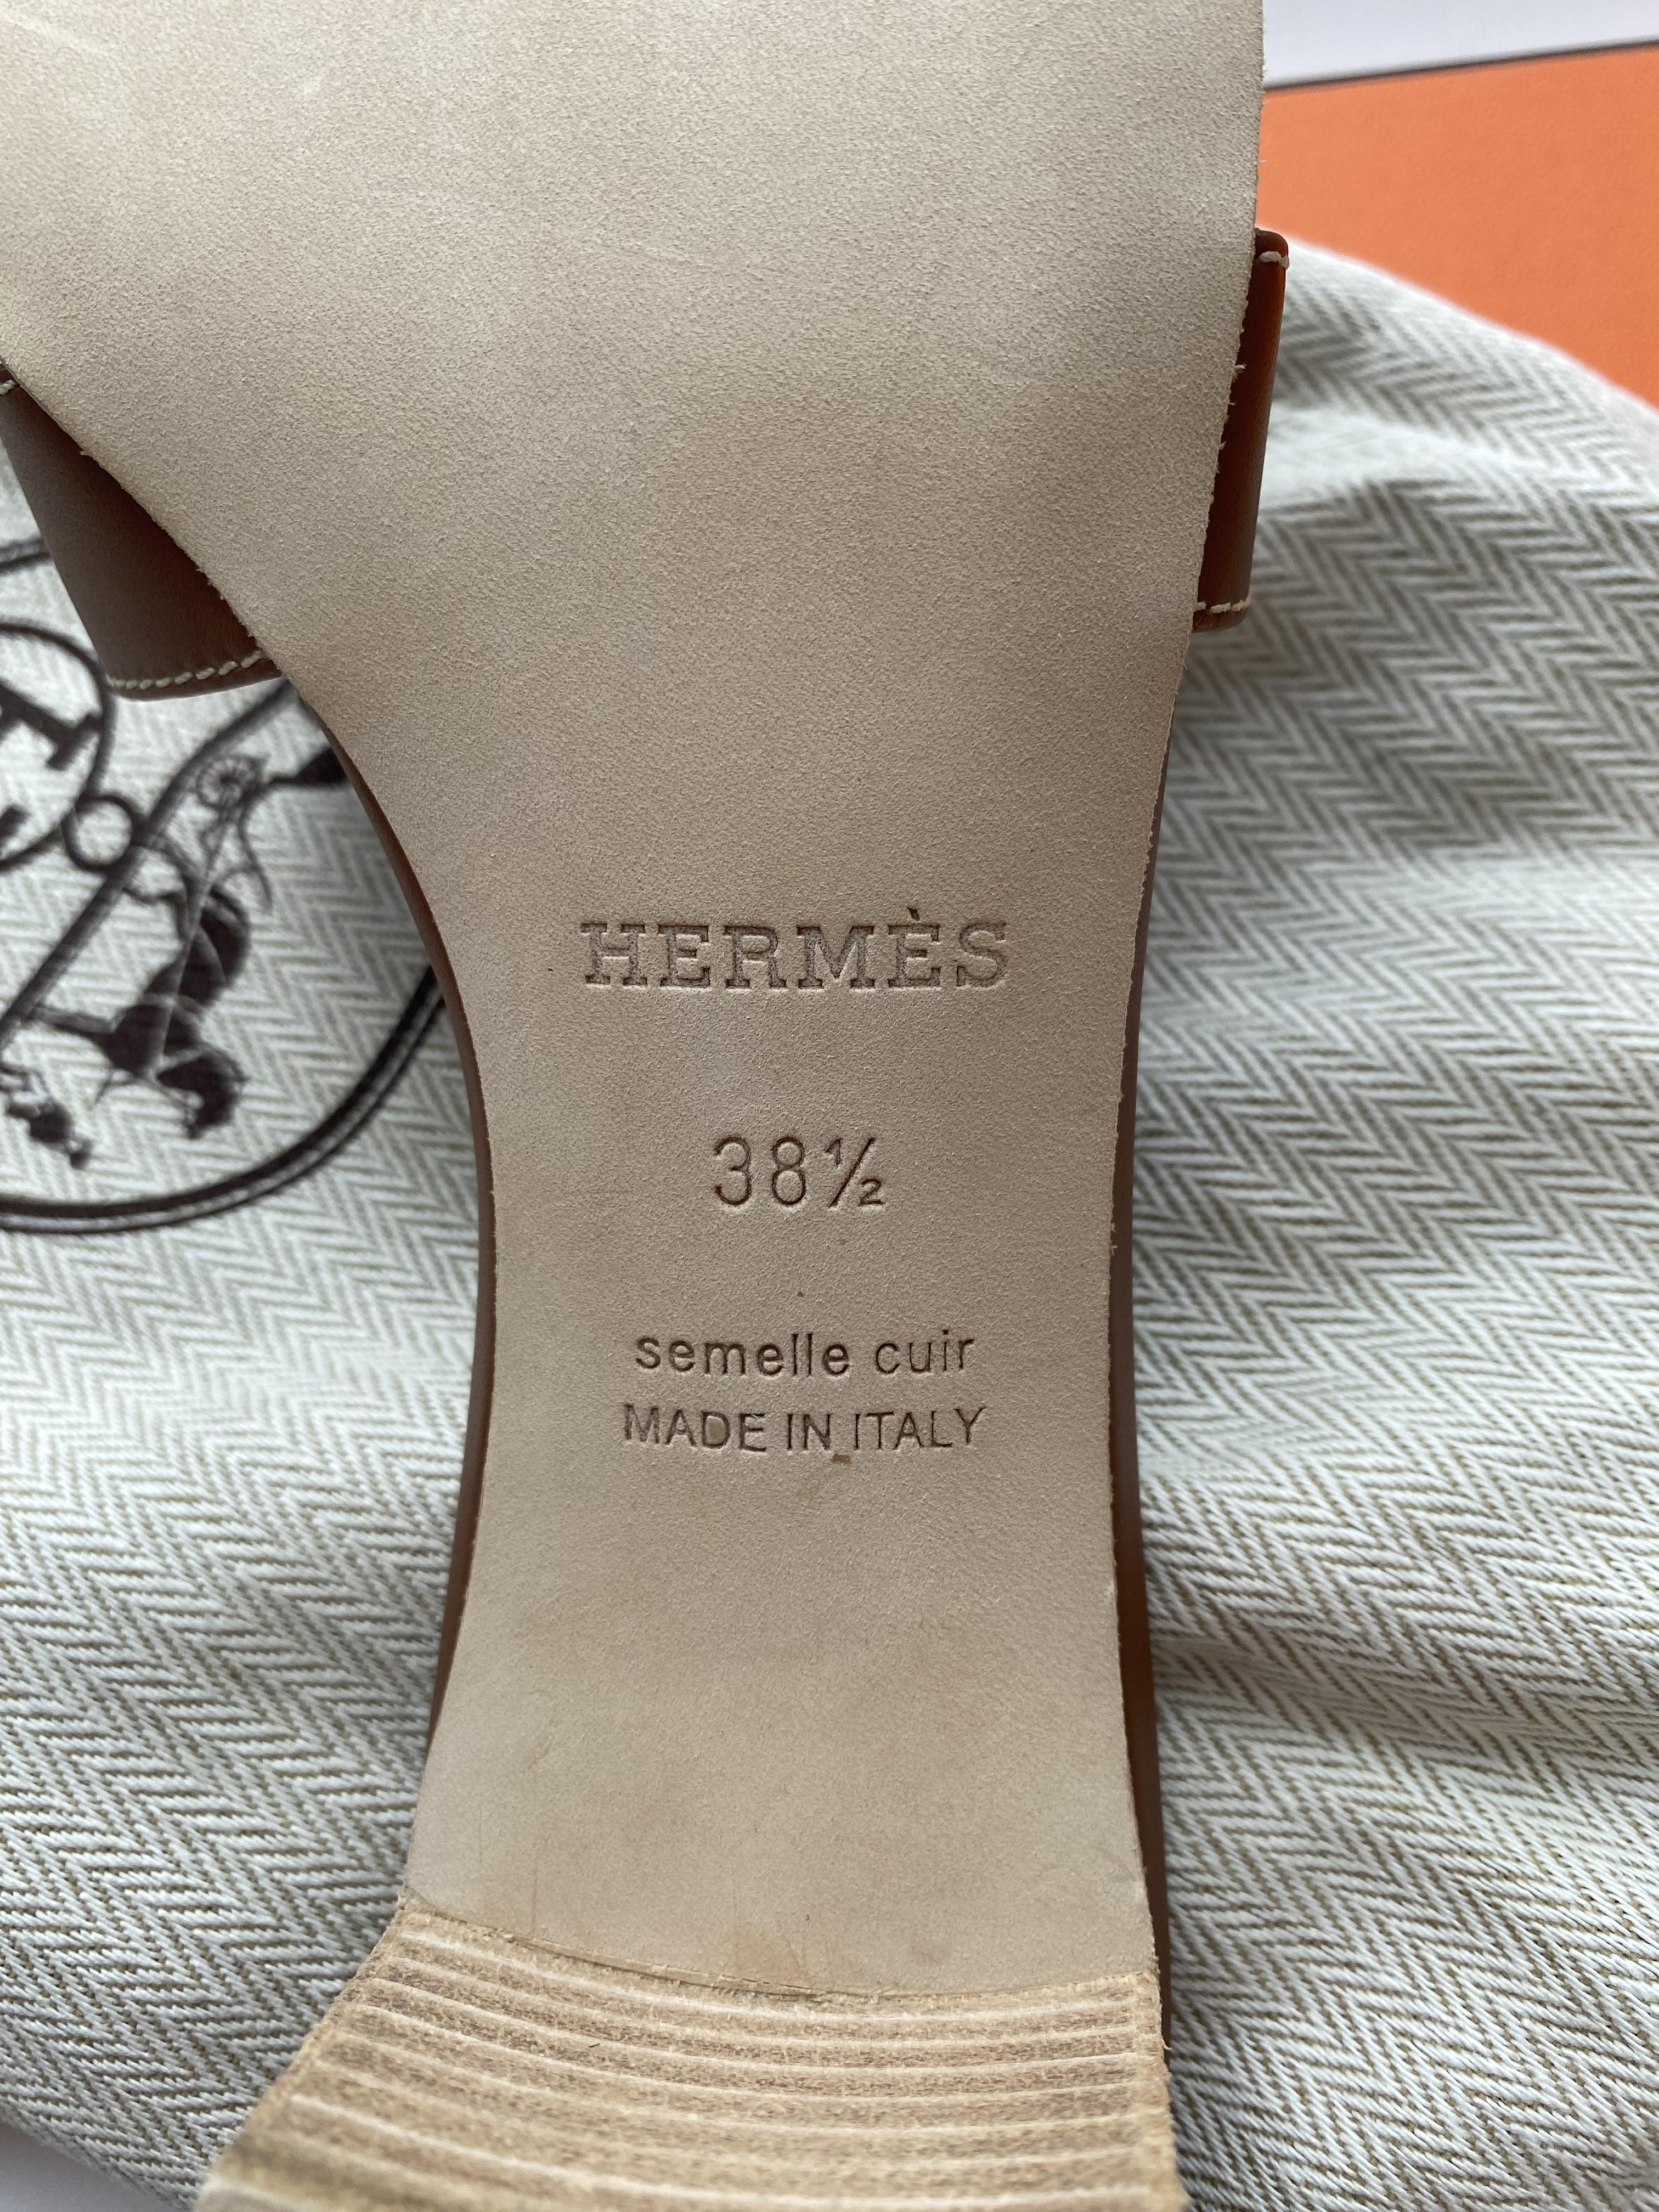 HERMÈS
38½
semelle cuir
MADE IN ITALY